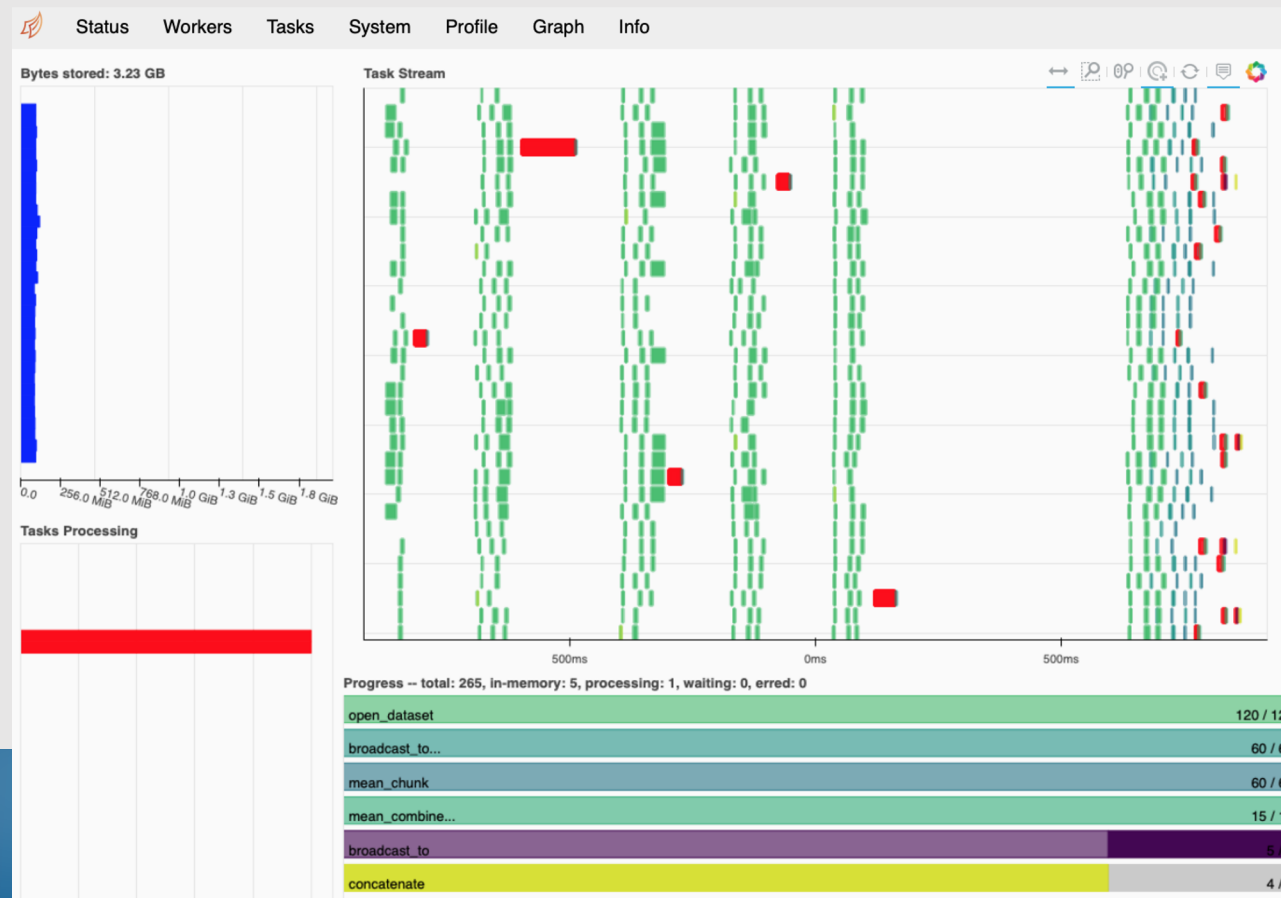 Status Workers Tasks System Profile Graph Info
Bytes stored: 3.23 GB
Task Stream
0.0 256.0 MiB 512.0 MiB 768.0 MiB 1.0 GiB 1.3 GiB 1.5 GiB 1.8 GiB
Tasks Processing
500ms 0ms 500ms
Progress -- total: 265, in-memory: 5, processing: 1, waiting: 0, erred: 0
open_dataset 120 /
broadcast_to... 60 /
mean_chunk 60 /
mean_combine... 15 /
broadcast_to 5
concatenate 4 /